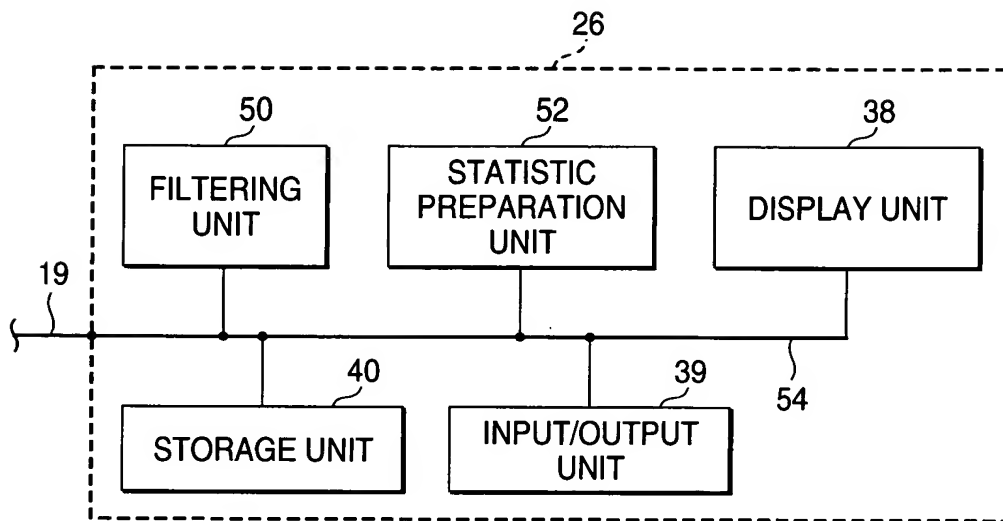 26
50
52
38
FILTERING
UNIT
STATISTIC
PREPARATION
UNIT
DISPLAY UNIT
19
40
39
54
STORAGE UNIT
INPUT/OUTPUT
UNIT